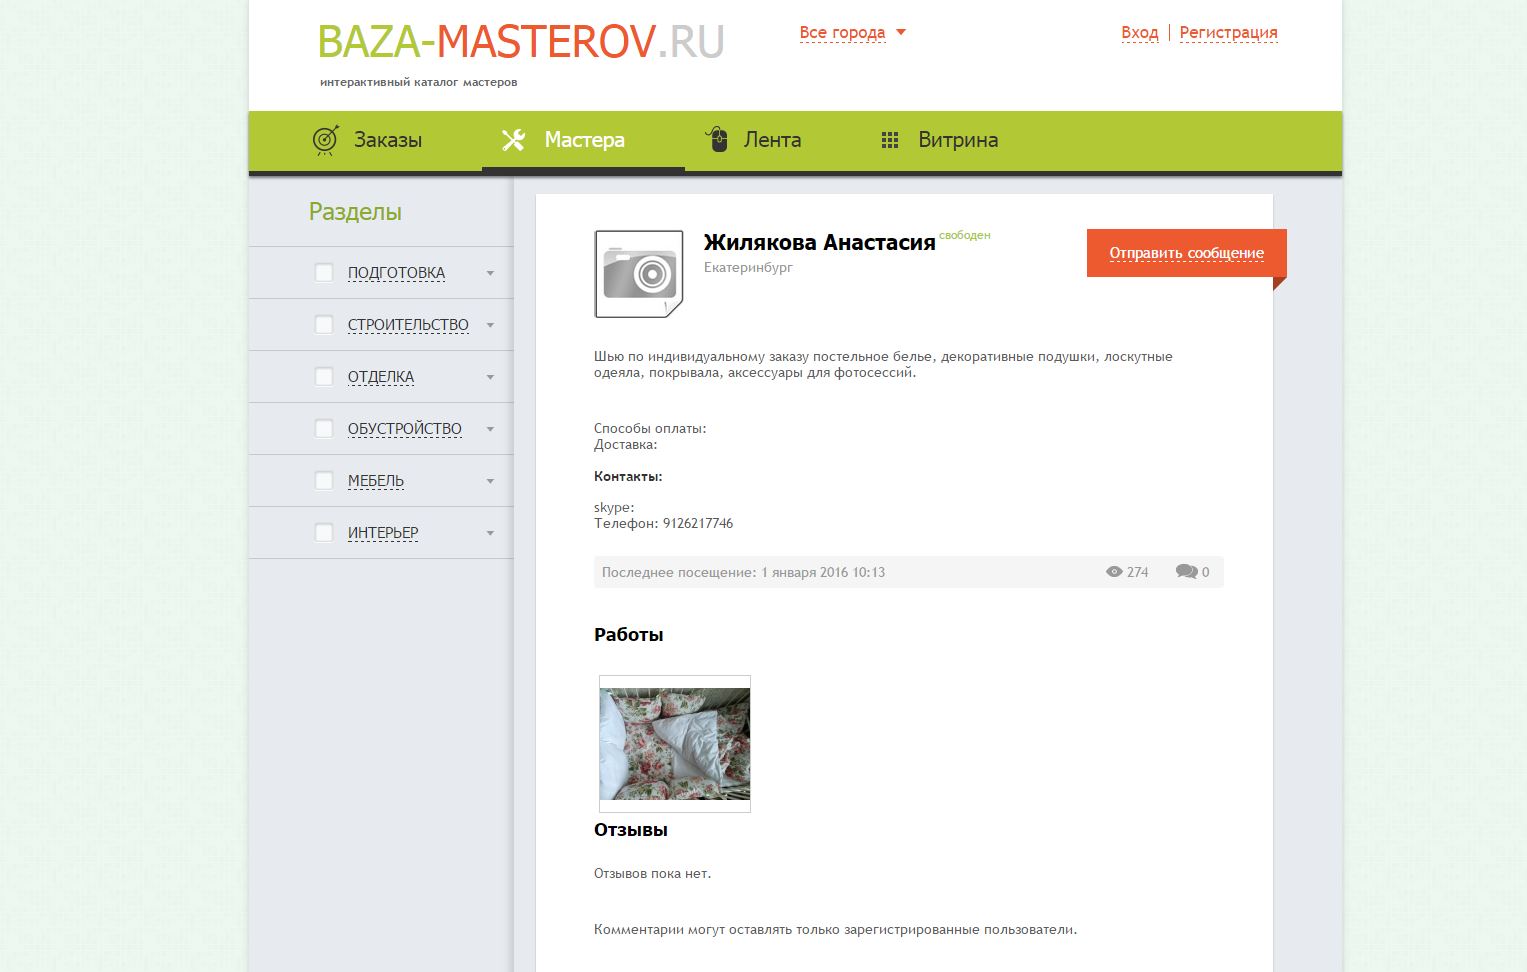 BAZA-MASTEROV.RU
интерактивный каталог мастеров
Все города
Вход
Регистрация
Заказы
Мастера
Лента
Витрина
Разделы
ПОДГОТОВКА
СТРОИТЕЛЬСТВО
ОТДЕЛКА
ОБУСТРОЙСТВО
МЕБЕЛЬ
ИНТЕРЬЕР
Жилякова Анастасия свободен
Екатеринбург
Отправить сообщение
Шью по индивидуальному заказу постельное белье, декоративные подушки, лоскутные
одеяла, покрывала, аксессуары для фотосессий.
Способы оплаты:
Доставка:
Контакты:
skype:
Телефон: 9126217746
Последнее посещение: 1 января 2016 10:13
274
0
Работы
Отзывы
Отзывов пока нет.
Комментарии могут оставлять только зарегистрированные пользователи.